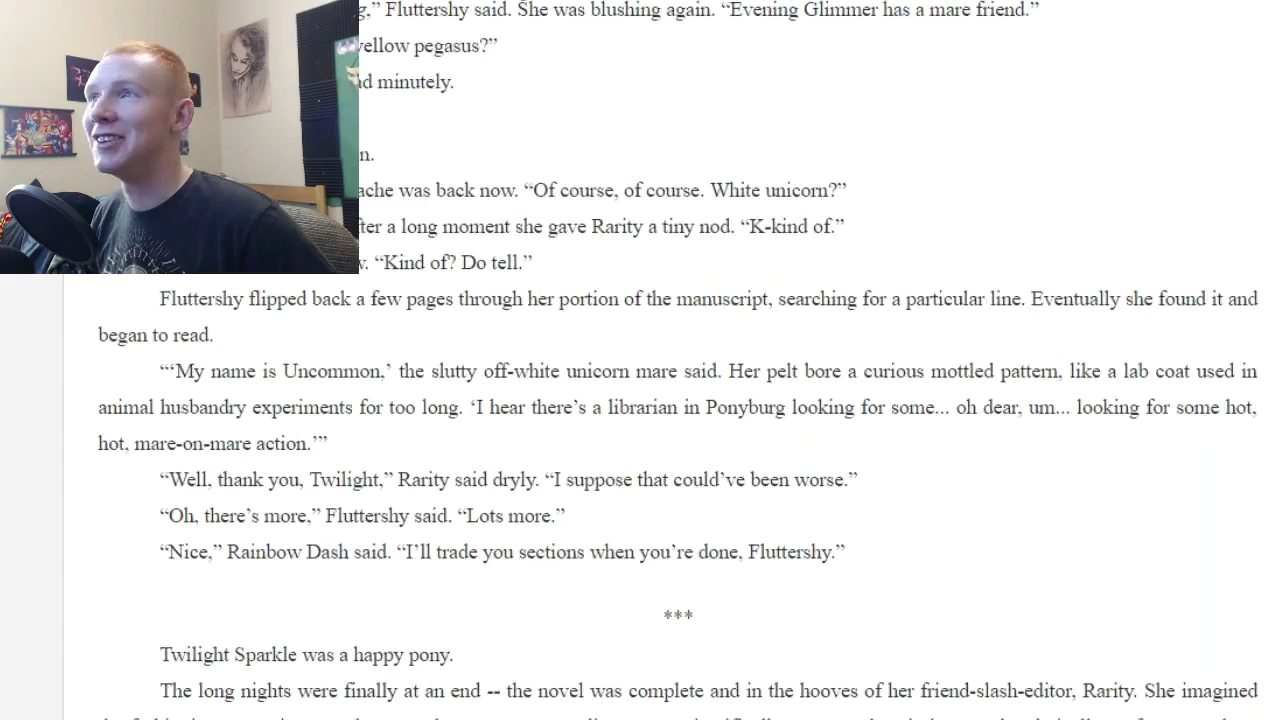 g,” Fluttershy said. She was blushing again. “Evening Glimmer has a mare friend.”
yellow pegasus?”
ad minutely.
n.
ache was back now. “Of course, of course. White unicorn?”
fter a long moment she gave Rarity a tiny nod. “K-kind of.”
. “Kind of? Do tell.”
Fluttershy flipped back a few pages through her portion of the manuscript, searching for a particular line. Eventually she found it and
began to read.
“‘My name is Uncommon,’ the slutty off-white unicorn mare said. Her pelt bore a curious mottled pattern, like a lab coat used in
animal husbandry experiments for too long. ‘I hear there’s a librarian in Ponyburg looking for some... oh dear, um... looking for some hot,
hot, mare-on-mare action.’”
“Well, thank you, Twilight,” Rarity said dryly. “I suppose that could’ve been worse.”
“Oh, there’s more,” Fluttershy said. “Lots more.”
“Nice,” Rainbow Dash said. “I’ll trade you sections when you’re done, Fluttershy.”
***
Twilight Sparkle was a happy pony.
The long nights were finally at an end -- the novel was complete and in the hooves of her friend-slash-editor, Rarity. She imagined